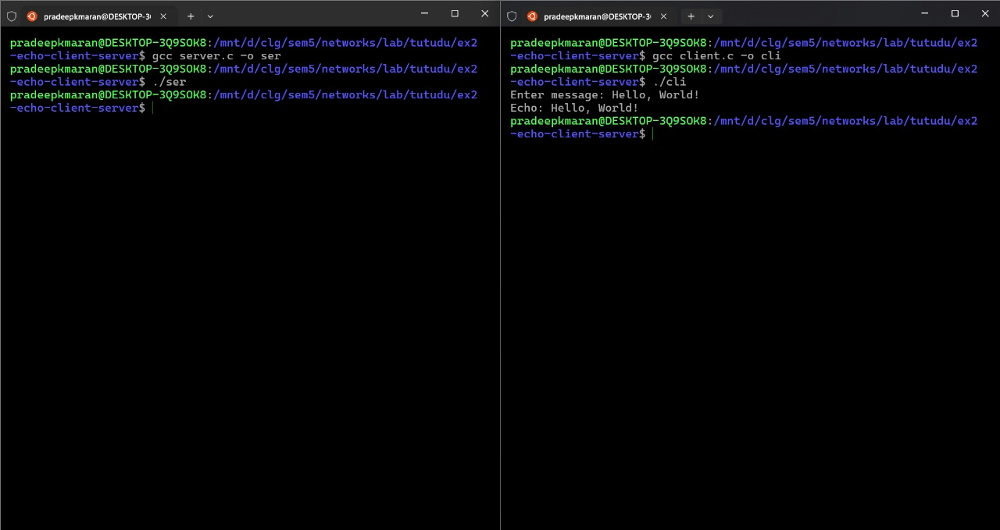 pradeepkmaran@DESKTOP-3
pradeepkmaran@DESKTOP-3Q9SOK8:/mnt/d/clg/sem5/networks/lab/tutudu/ex2
-echo-client-server$ gcc server.c -o ser
pradeepkmaran@DESKTOP-3Q9SOK8:/mnt/d/clg/sem5/networks/lab/tutudu/ex2
-echo-client-server$ ./ser
pradeepkmaran@DESKTOP-3Q9SOK8:/mnt/d/clg/sem5/networks/lab/tutudu/ex2
-echo-client-server$
pradeepkmaran@DESKTOP-3
pradeepkmaran@DESKTOP-3Q9SOK8:/mnt/d/clg/sem5/networks/lab/tutudu/ex2
-echo-client-server$ gcc client.c -o cli
pradeepkmaran@DESKTOP-3Q9SOK8:/mnt/d/clg/sem5/networks/lab/tutudu/ex2
-echo-client-server$ ./cli
Enter message: Hello, World!
Echo: Hello, World!
pradeepkmaran@DESKTOP-3Q9SOK8:/mnt/d/clg/sem5/networks/lab/tutudu/ex2
-echo-client-server$